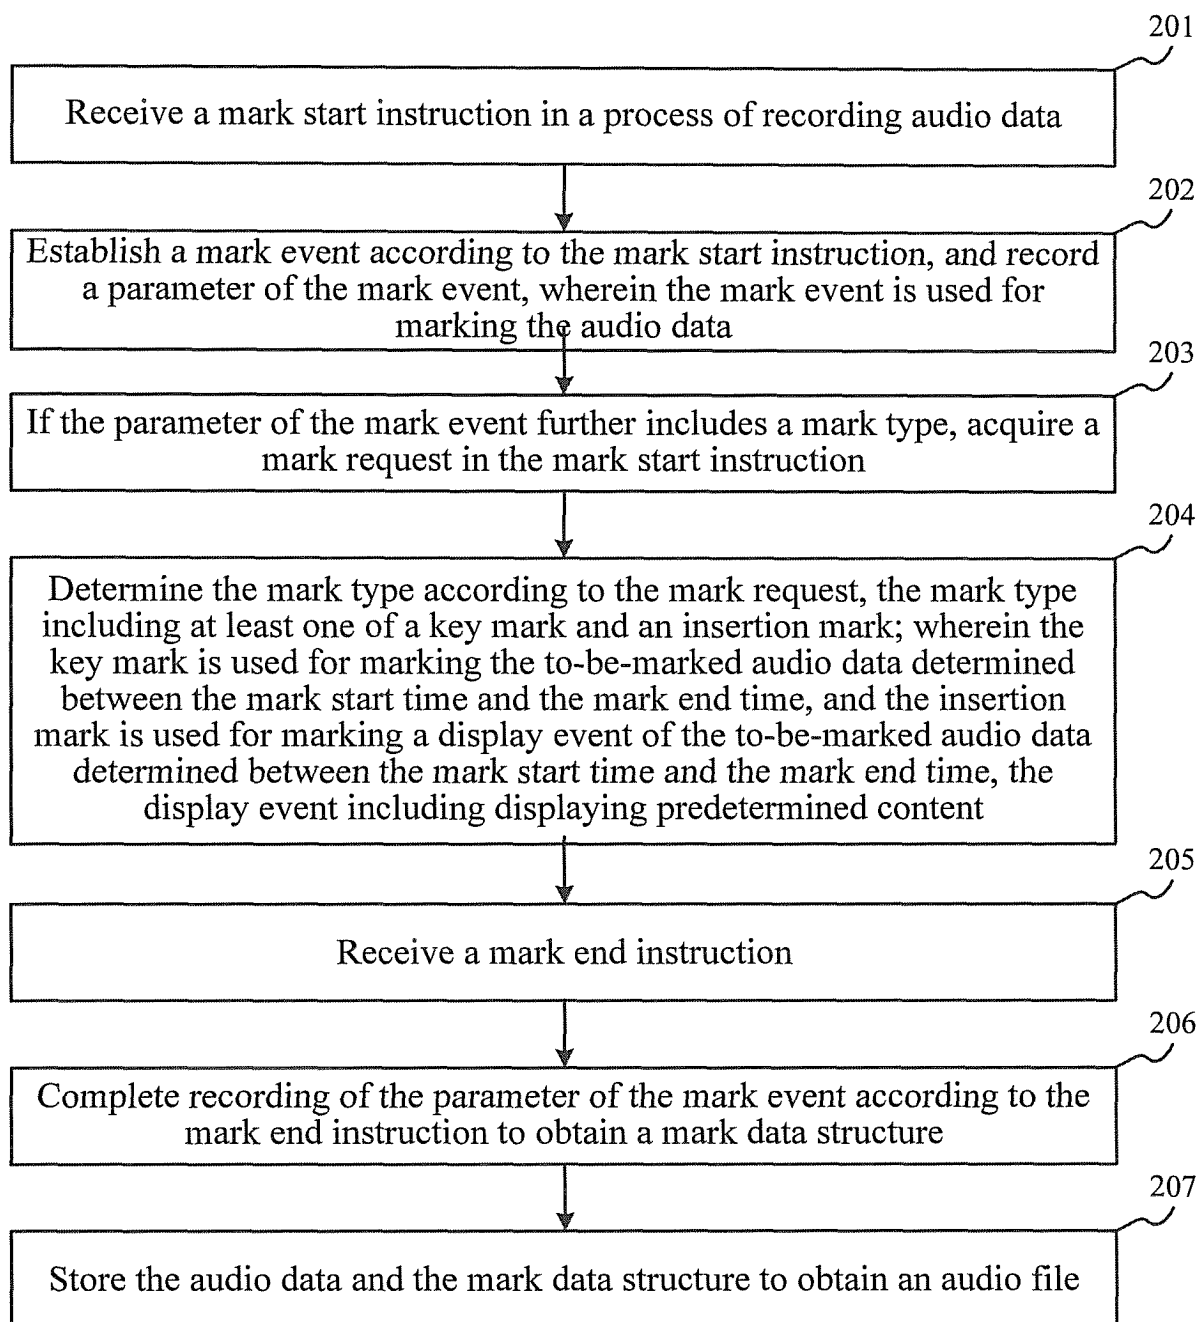 201
Receive a mark start instruction in a process of recording audio data
202
Establish a mark event according to the mark start instruction, and record
a parameter of the mark event, wherein the mark event is used for
marking the audio data
203
If the parameter of the mark event further includes a mark type, acquire a
mark request in the mark start instruction
204
Determine the mark type according to the mark request, the mark type
including at least one of a key mark and an insertion mark; wherein the
key mark is used for marking the to-be-marked audio data determined
between the mark start time and the mark end time, and the insertion
mark is used for marking a display event of the to-be-marked audio data
determined between the mark start time and the mark end time, the
display event including displaying predetermined content
205
Receive a mark end instruction
206
Complete recording of the parameter of the mark event according to the
mark end instruction to obtain a mark data structure
207
Store the audio data and the mark data structure to obtain an audio file